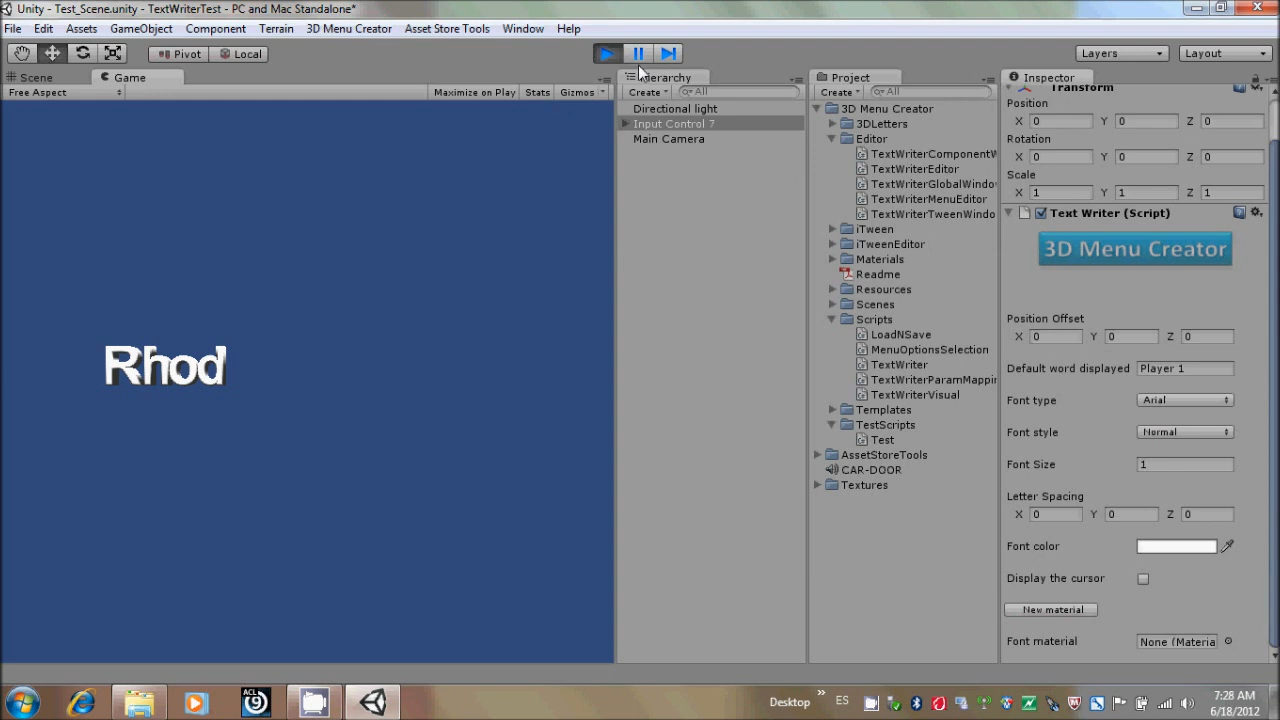 Unity - Test_Scene.unity - TextWriterTest - PC and Mac Standalone*
File Edit Assets GameObject Component Terrain 3D Menu Creator Asset Store Tools Window Help
Pivot Local Layers Layout
Scene Game
Free Aspect Maximize on Play Stats Gizmos
Rhod
Hierarchy
Create All
Directional light
Input Control 7
Main Camera
Project
Create All
3D Menu Creator
3DLetters
Editor
TextWriterComponentW
TextWriterEditor
TextWriterGlobalWindo
TextWriterMenuEditor
TextWriterTweenWindo
iTween
iTweenEditor
Materials
Readme
Resources
Scenes
Scripts
LoadNSave
MenuOptionsSelection
TextWriter
TextWriterParamMappin
TextWriterVisual
Templates
TestScripts
Test
AssetStoreTools
CAR-DOOR
Textures
Inspector
Transform
Position
X 0 Y 0 Z 0
Rotation
X 0 Y 0 Z 0
Scale
X 1 Y 1 Z 1
Text Writer (Script)
3D Menu Creator
Position Offset
X 0 Y 0 Z 0
Default word displayed Player 1
Font type Arial
Font style Normal
Font Size 1
Letter Spacing
X 0 Y 0 Z 0
Font color
Display the cursor
New material
Font material None (Materia
ACL
9
Desktop » ES
7:28 AM
6/18/2012